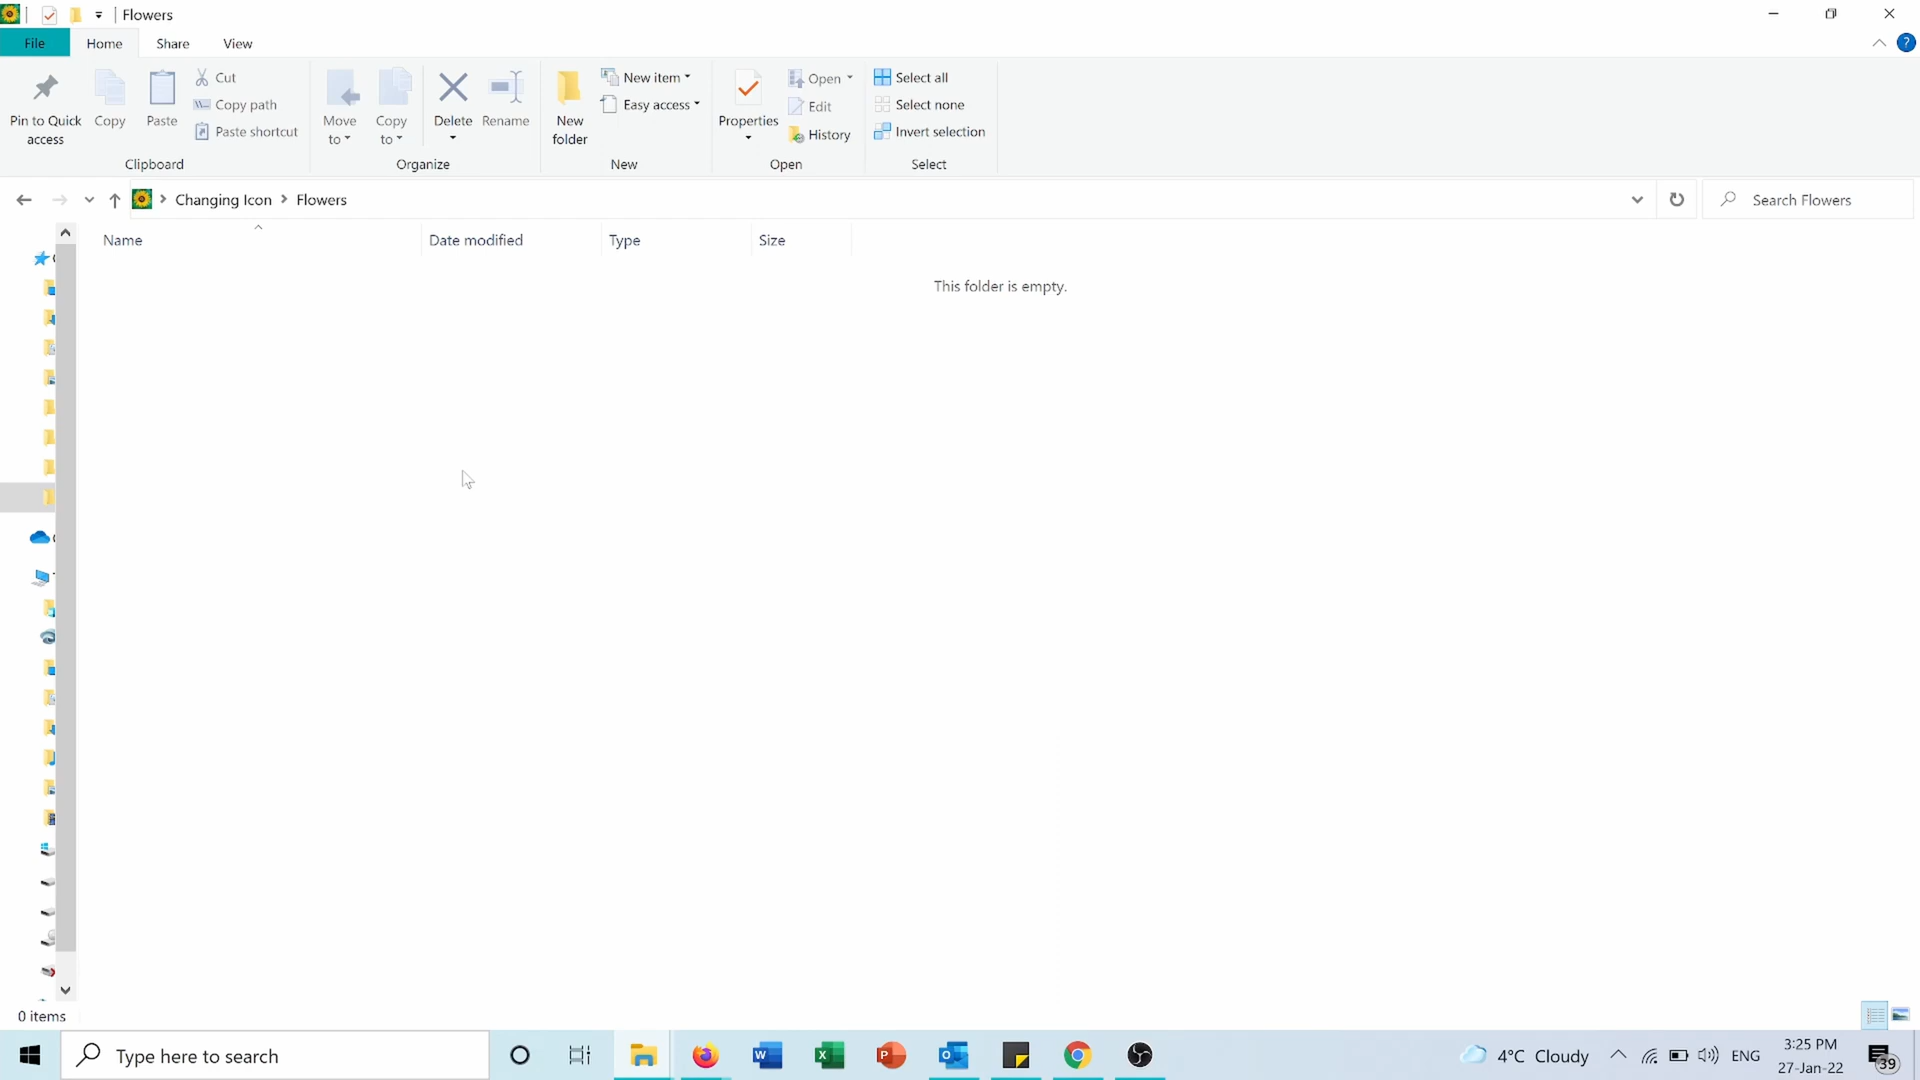 Flowers
File Home Share View
Pin to Quick access
Copy
Paste
Cut
Copy path
Paste shortcut
Clipboard
Move to
Copy to
Delete
Rename
Organize
New folder
New item
Easy access
New
Properties
Open
Edit
History
Open
Select all
Select none
Invert selection
Select
Changing Icon Flowers
Search Flowers
Name Date modified Type Size
This folder is empty.
0 items
Type here to search
4°C Cloudy
ENG
3:25 PM
27-Jan-22
39